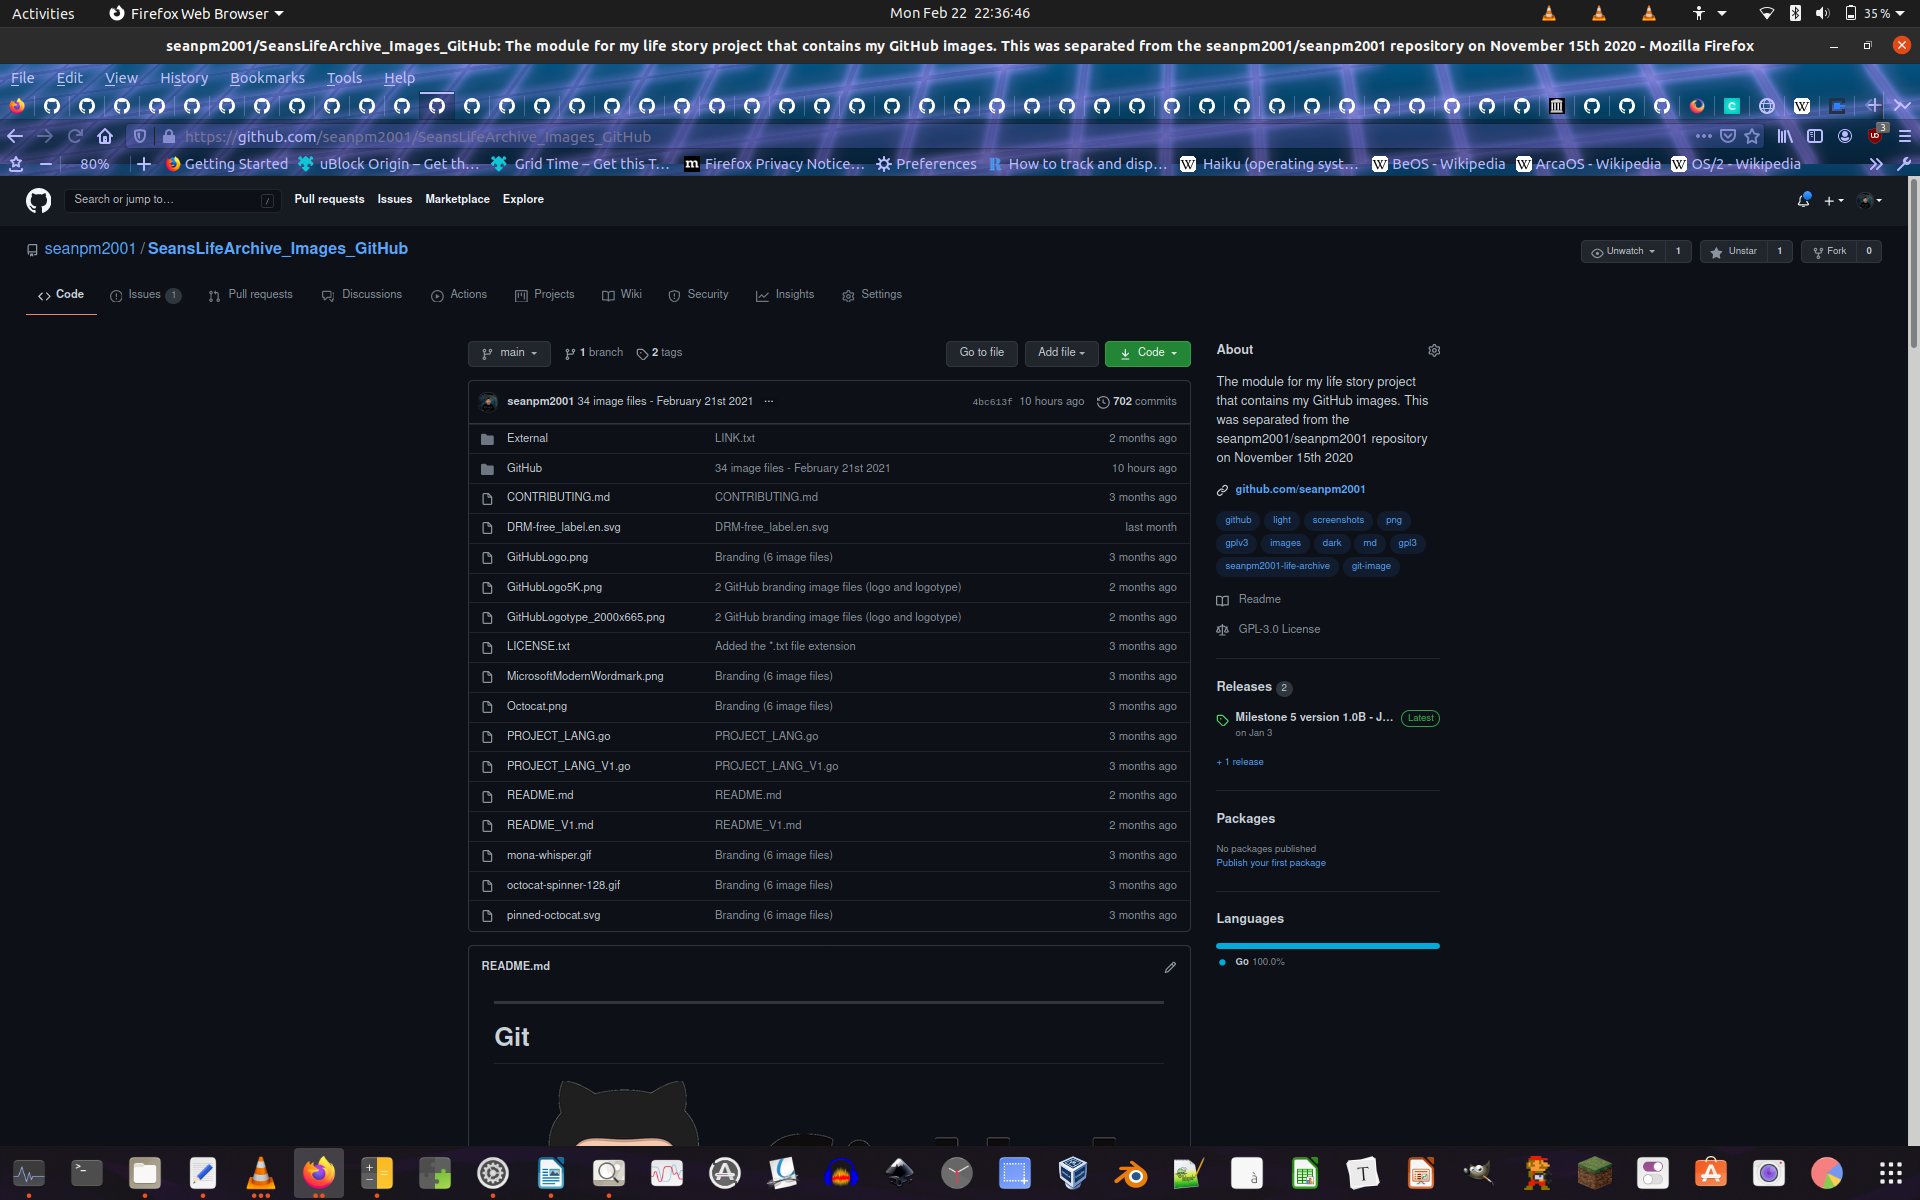 Activities
Firefox Web Browser
Mon Feb 22 22:36:46
35 %
seanpm2001/SeansLifeArchive_Images_GitHub: The module for my life story project that contains my GitHub images. This was separated from the seanpm2001/seanpm2001 repository on November 15th 2020 - Mozilla Firefox
File Edit View History Bookmarks Tools Help
https://github.com/seanpm2001/SeansLifeArchive_Images_GitHub
3
80%
Getting Started
uBlock Origin – Get th…
Grid Time – Get this T…
Firefox Privacy Notice…
Preferences
How to track and disp…
Haiku (operating syst…
BeOS - Wikipedia
ArcaOS - Wikipedia
OS/2 - Wikipedia
Search or jump to…
/
Pull requests Issues Marketplace Explore
seanpm2001 / SeansLifeArchive_Images_GitHub
Unwatch 1
Unstar 1
Fork 0
Code
Issues 1
Pull requests
Discussions
Actions
Projects
Wiki
Security
Insights
Settings
main
1 branch
2 tags
Go to file
Add file
Code
seanpm2001 34 image files - February 21st 2021 ···
4bc613f 10 hours ago
702 commits
External LINK.txt 2 months ago
GitHub 34 image files - February 21st 2021 10 hours ago
CONTRIBUTING.md CONTRIBUTING.md 3 months ago
DRM-free_label.en.svg DRM-free_label.en.svg last month
GitHubLogo.png Branding (6 image files) 3 months ago
GitHubLogo5K.png 2 GitHub branding image files (logo and logotype) 2 months ago
GitHubLogotype_2000x665.png 2 GitHub branding image files (logo and logotype) 2 months ago
LICENSE.txt Added the *.txt file extension 3 months ago
MicrosoftModernWordmark.png Branding (6 image files) 3 months ago
Octocat.png Branding (6 image files) 3 months ago
PROJECT_LANG.go PROJECT_LANG.go 3 months ago
PROJECT_LANG_V1.go PROJECT_LANG_V1.go 3 months ago
README.md README.md 2 months ago
README_V1.md README_V1.md 2 months ago
mona-whisper.gif Branding (6 image files) 3 months ago
octocat-spinner-128.gif Branding (6 image files) 3 months ago
pinned-octocat.svg Branding (6 image files) 3 months ago
README.md
Git
About
The module for my life story project
that contains my GitHub images. This
was separated from the
seanpm2001/seanpm2001 repository
on November 15th 2020
github.com/seanpm2001
github light screenshots png
gplv3 images dark md gpl3
seanpm2001-life-archive git-image
Readme
GPL-3.0 License
Releases 2
Milestone 5 version 1.0B - J… Latest
on Jan 3
+ 1 release
Packages
No packages published
Publish your first package
Languages
Go 100.0%